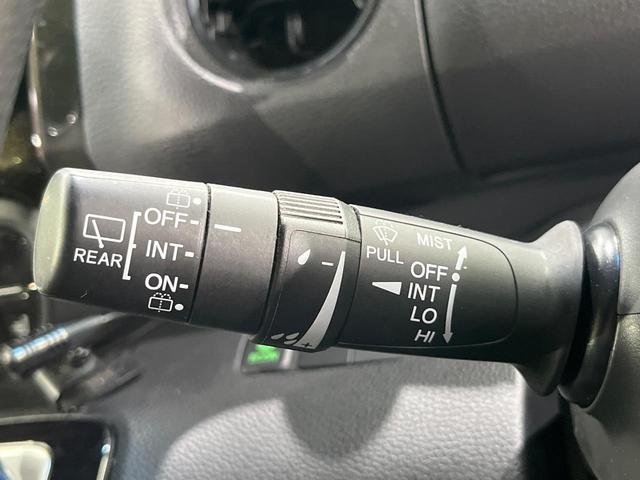 OFF
INT
REAR
ON
PULL
MIST
OFF
INT
LO
HI